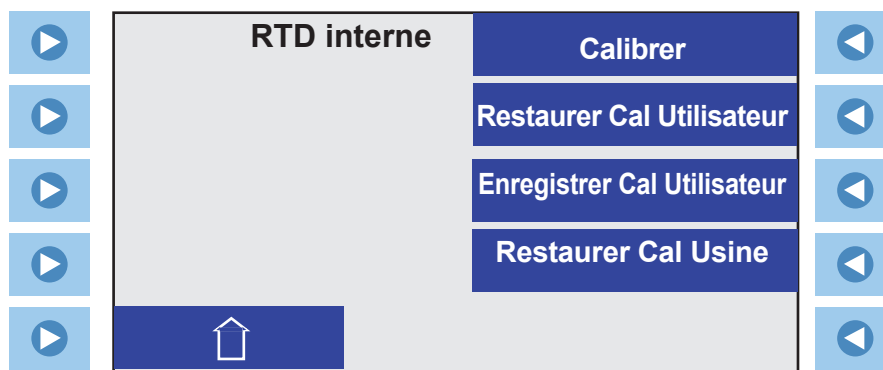 RTD interne
Calibrer
Restaurer Cal Utilisateur
Enregistrer Cal Utilisateur
Restaurer Cal Usine